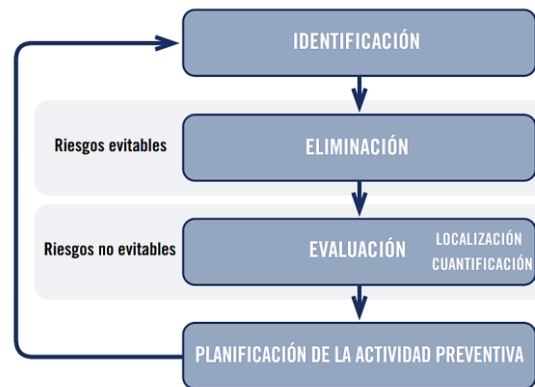 IDENTIFICACIÓN
Riesgos evitables
ELIMINACIÓN
Riesgos no evitables
EVALUACIÓN
LOCALIZACIÓN
CUANTIFICACIÓN
PLANIFICACIÓN DE LA ACTIVIDAD PREVENTIVA